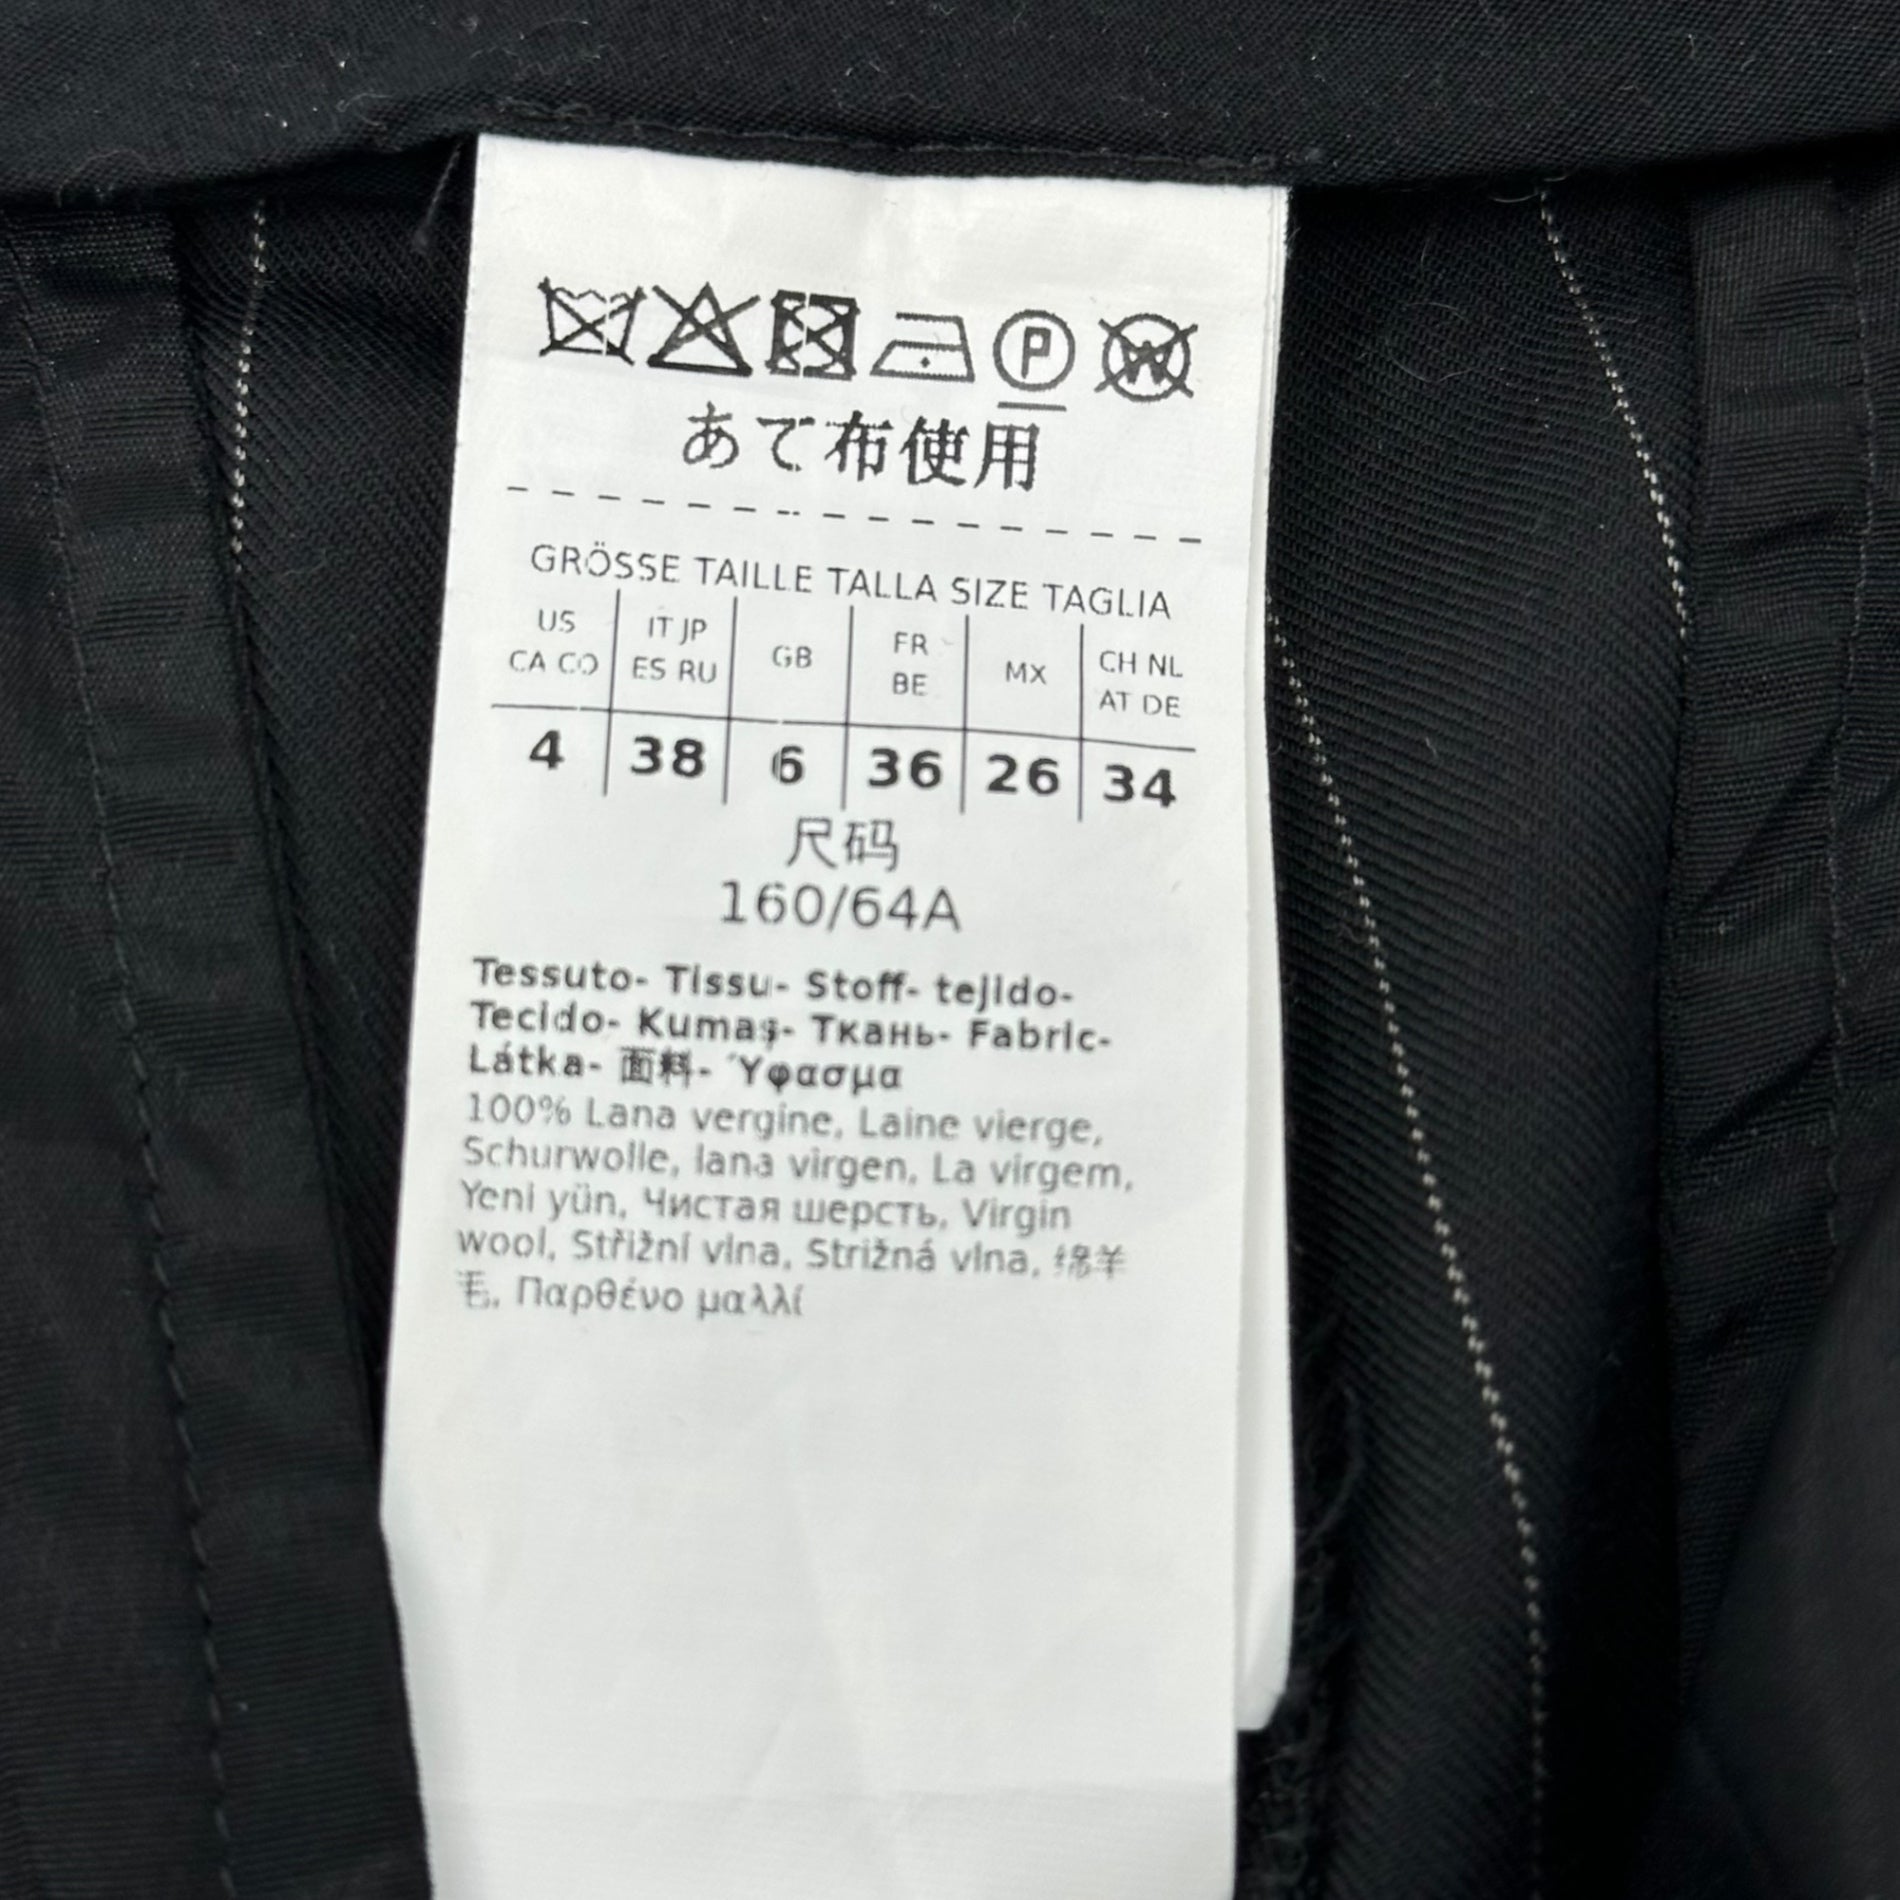 P W
あて布使用
GRÖSSE TAILLE TALLA SIZE TAGLIA
US IT JP GB FR MX CH NL
CA CO ES RU BE AT DE
4 38 6 36 26 34
尺码
160/64A
Tessuto- Tissu- Stoff- tejido-
Tecido- Kumaş- Ткань- Fabric-
Látka- 面料- Ύφασμα
100% Lana vergine, Laine vierge,
Schurwolle, lana virgen, La virgem,
Yeni yün, Чистая шерсть, Virgin
wool, Střižní vlna, Strižná vlna, 绵羊
毛, Παρθένο μαλλί